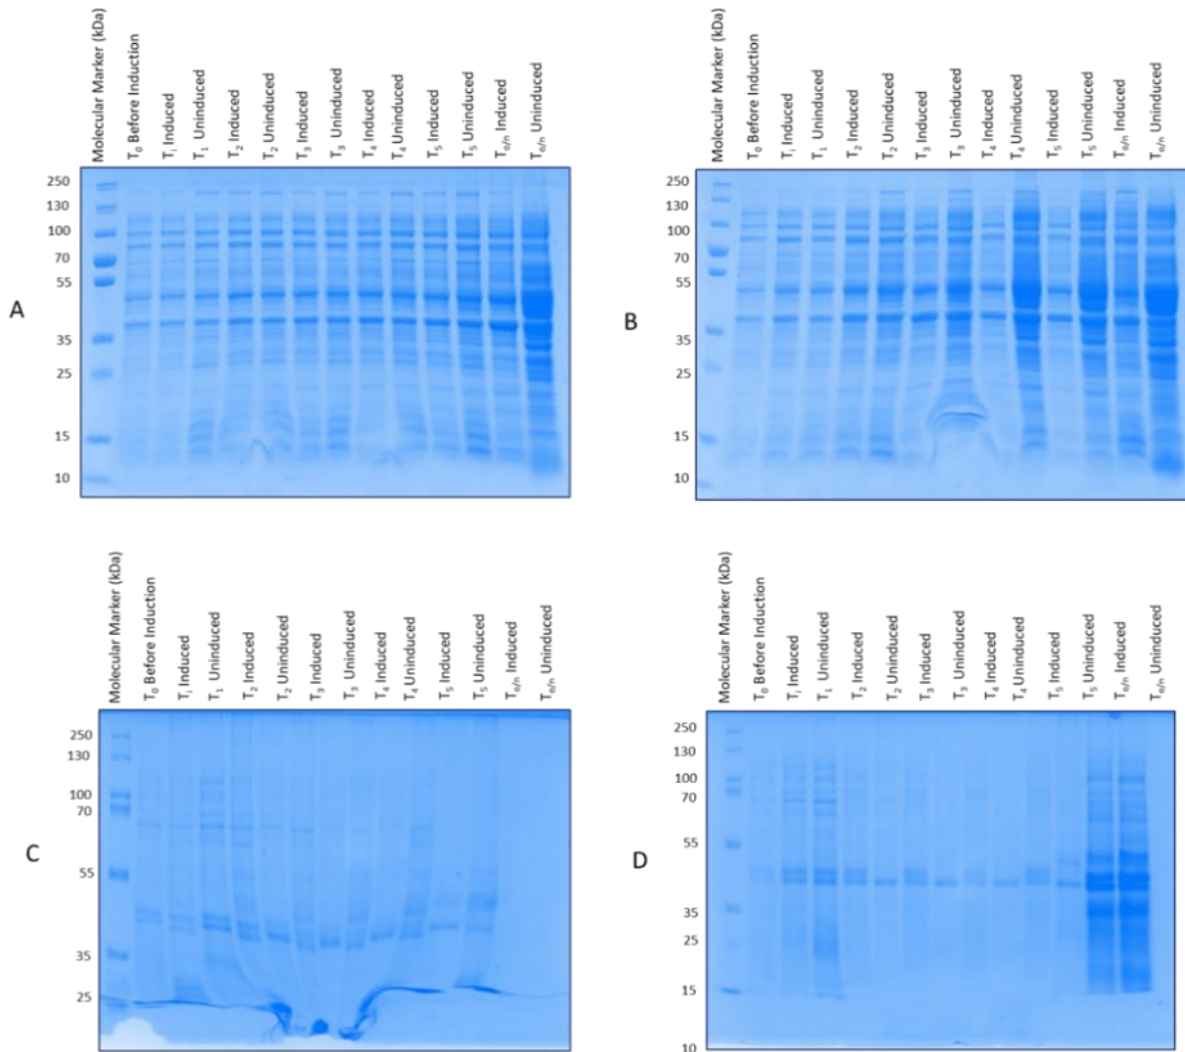 Molecular Marker (kDa)
T0 Before Induction
Ti Induced
T1 Uninduced
T2 Induced
T2 Uninduced
T3 Induced
T3 Uninduced
T4 Induced
T4 Uninduced
T5 Induced
T5 Uninduced
To/n Induced
To/n Uninduced
250
130
100
70
55
35
25
15
10
A
Molecular Marker (kDa)
T0 Before Induction
Ti Induced
T1 Uninduced
T2 Induced
T2 Uninduced
T3 Induced
T3 Uninduced
T4 Induced
T4 Uninduced
T5 Induced
T5 Uninduced
To/n Induced
To/n Uninduced
250
130
100
70
55
35
25
15
10
B
Molecular Marker (kDa)
T0 Before Induction
Ti Induced
T1 Uninduced
T2 Induced
T2 Uninduced
T3 Induced
T3 Uninduced
T4 Induced
T4 Uninduced
T5 Induced
T5 Uninduced
To/n Induced
To/n Uninduced
250
130
100
70
55
35
25
C
Molecular Marker (kDa)
T0 Before Induction
Ti Induced
T1 Uninduced
T2 Induced
T2 Uninduced
T3 Induced
T3 Uninduced
T4 Induced
T4 Uninduced
T5 Induced
T5 Uninduced
To/n Induced
To/n Uninduced
250
130
100
70
55
35
25
15
10
D